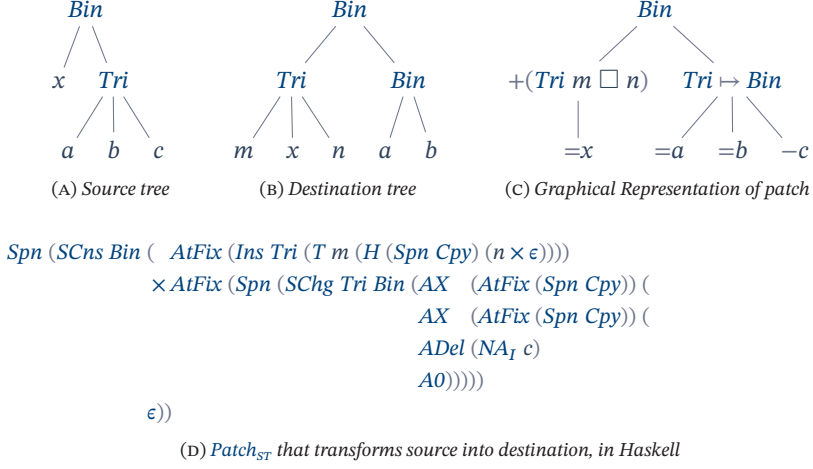 Bin Bin Bin
x Tri Tri Bin +(Tri m □ n) Tri ↦ Bin
a b c m x n a b =x =a =b −c
(A) Source tree (B) Destination tree (C) Graphical Representation of patch
Spn (SCns Bin ( AtFix (Ins Tri (T m (H (Spn Cpy) (n × ϵ))))
× AtFix (Spn (SChg Tri Bin (AX (AtFix (Spn Cpy)) (
AX (AtFix (Spn Cpy)) (
ADel (NA_I c)
A0)))))
ϵ))
(D) Patch_ST that transforms source into destination, in Haskell